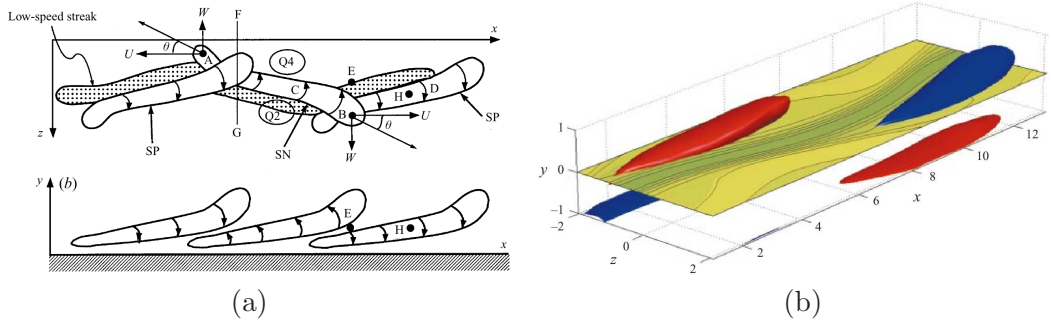 Low-speed streak
W
F
x
θ
U
A
Q4
E
C
H
D
B
U
θ
Q2
z
SP
G
SN
W
SP
y
(b)
E
H
x
(a)
1
y
0
−1
−2
0
z
2
2
4
6
8
x
10
12
(b)